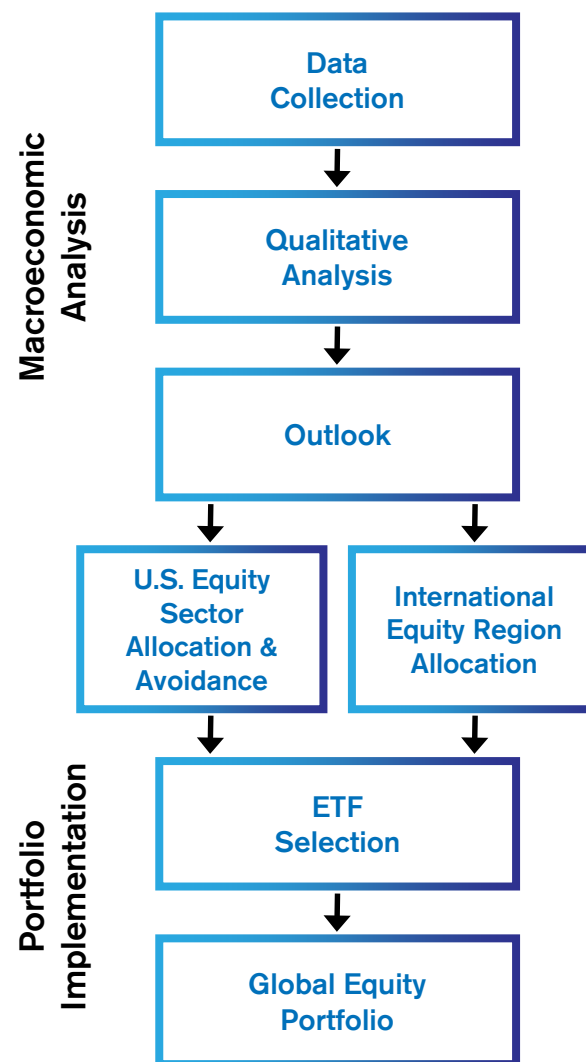 Macroeconomic
Analysis
Data
Collection
Qualitative
Analysis
Outlook
U.S. Equity
Sector
Allocation &
Avoidance
International
Equity Region
Allocation
Portfolio
Implementation
ETF
Selection
Global Equity
Portfolio